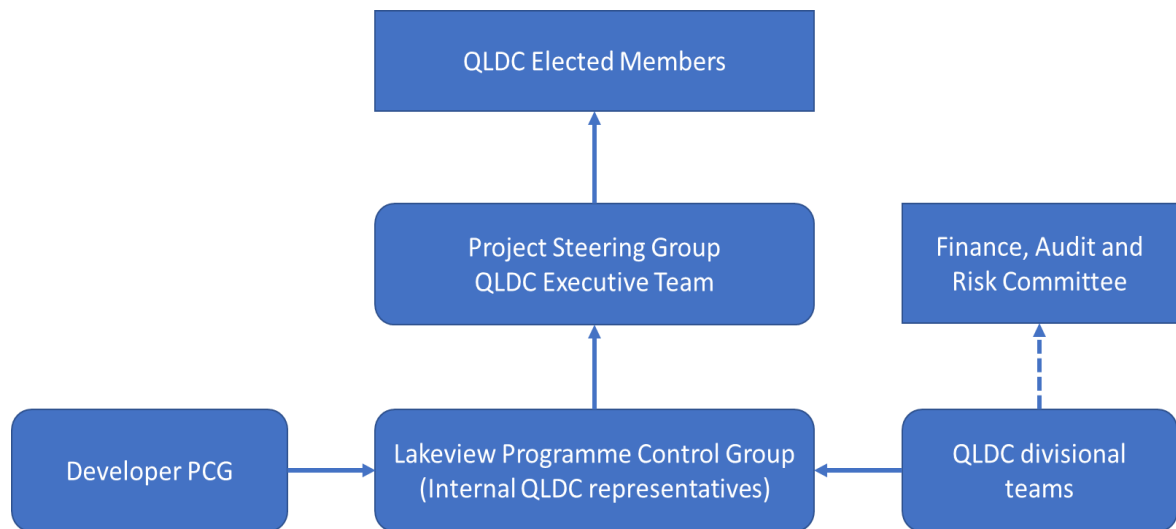 QLDC Elected Members
Project Steering Group
QLDC Executive Team
Finance, Audit and
Risk Committee
Developer PCG
Lakeview Programme Control Group
(Internal QLDC representatives)
QLDC divisional
teams